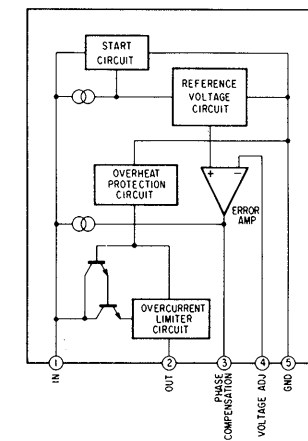 START
CIRCUIT
REFERENCE
VOLTAGE
CIRCUIT
OVERHEAT
PROTECTION
CIRCUIT
+
−
ERROR
AMP
OVERCURRENT
LIMITER
CIRCUIT
1
2
3
4
5
IN
OUT
PHASE
COMPENSATION
VOLTAGE ADJ
GND